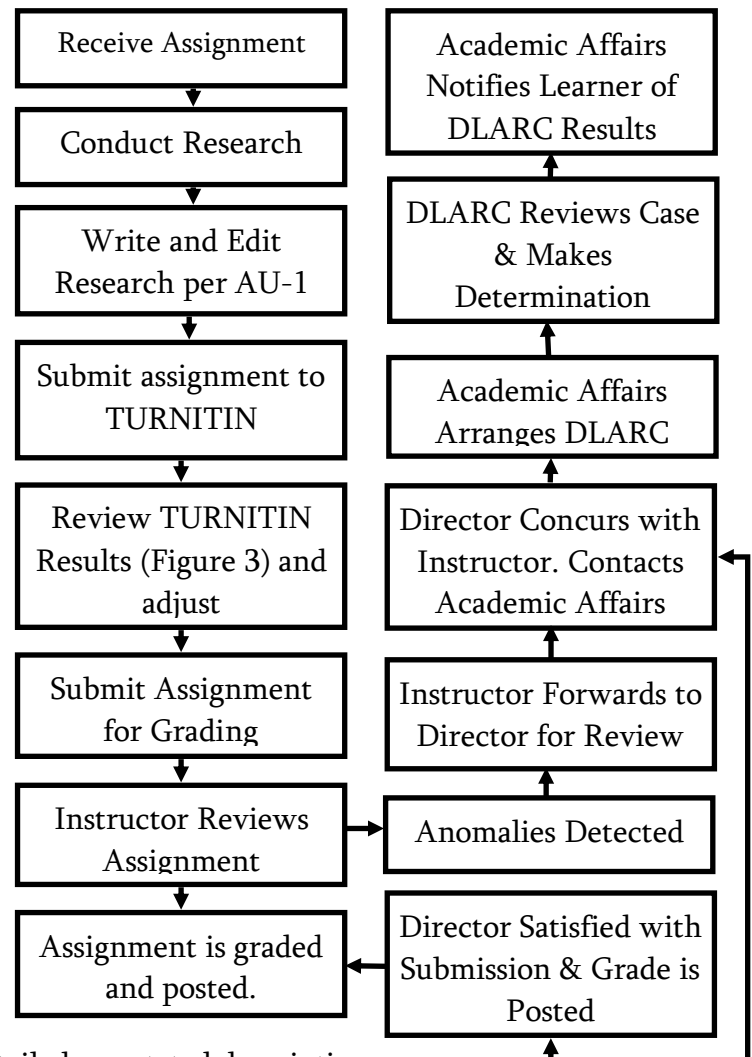 Receive Assignment
Conduct Research
Write and Edit
Research per AU-1
Submit assignment to
TURNITIN
Review TURNITIN
Results (Figure 3) and
adjust
Submit Assignment
for Grading
Instructor Reviews
Assignment
Assignment is graded
and posted.
Academic Affairs
Notifies Learner of
DLARC Results
DLARC Reviews Case
& Makes
Determination
Academic Affairs
Arranges DLARC
Director Concurs with
Instructor. Contacts
Academic Affairs
Instructor Forwards to
Director for Review
Anomalies Detected
Director Satisfied with
Submission & Grade is
Posted